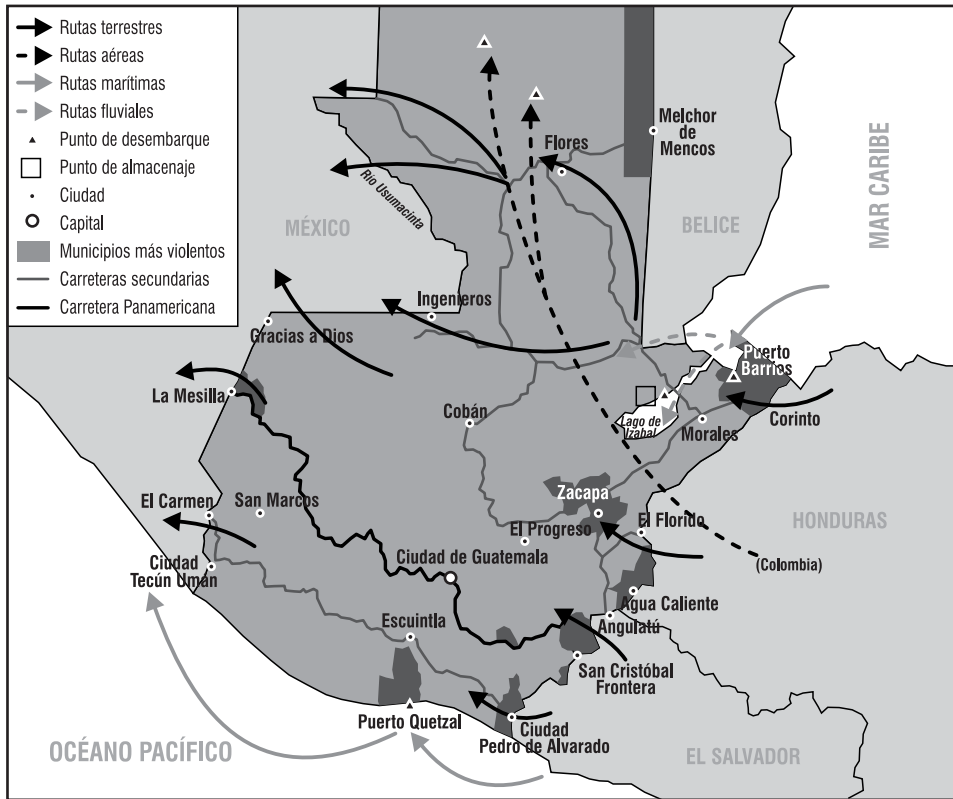 Rutas terrestres
Rutas aéreas
Rutas marítimas
Rutas fluviales
Punto de desembarque
Punto de almacenaje
Ciudad
Capital
Municipios más violentos
Carreteras secundarias
Carretera Panamericana
Melchor
de
Mencos
Flores
MAR CARIBE
Río Usumacinta
MÉXICO
BELICE
Ingenieros
Gracias a Dios
Puerto
Barrios
La Mesilla
Cobán
Lago de
Izabal
Morales
Corinto
Zacapa
El Carmen
San Marcos
El Progreso
El Florido
HONDURAS
Ciudad de Guatemala
(Colombia)
Ciudad
Tecún Umán
Agua Caliente
Anguiatú
Escuintla
San Cristóbal
Frontera
Puerto Quetzal
Ciudad
Pedro de Alvarado
OCÉANO PACÍFICO
EL SALVADOR